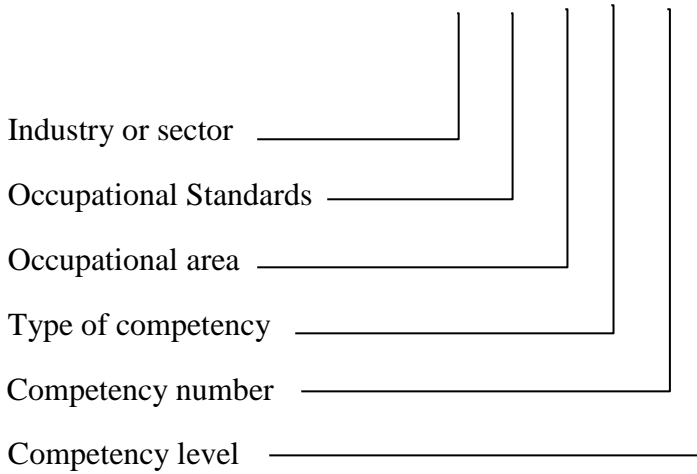 Industry or sector
Occupational Standards
Occupational area
Type of competency
Competency number
Competency level